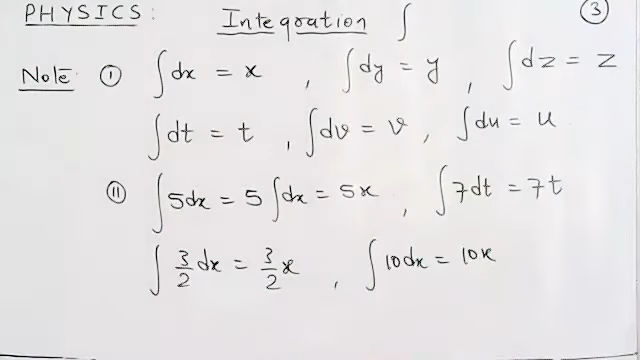 PHYSICS: Integration ∫ ③
Note: ① ∫dx = x , ∫dy = y , ∫dz = z
∫dt = t , ∫dv = v , ∫du = u
⑪ ∫5dx = 5∫dx = 5x , ∫7dt = 7t
∫3/2 dx = 3/2 x , ∫10dx = 10x